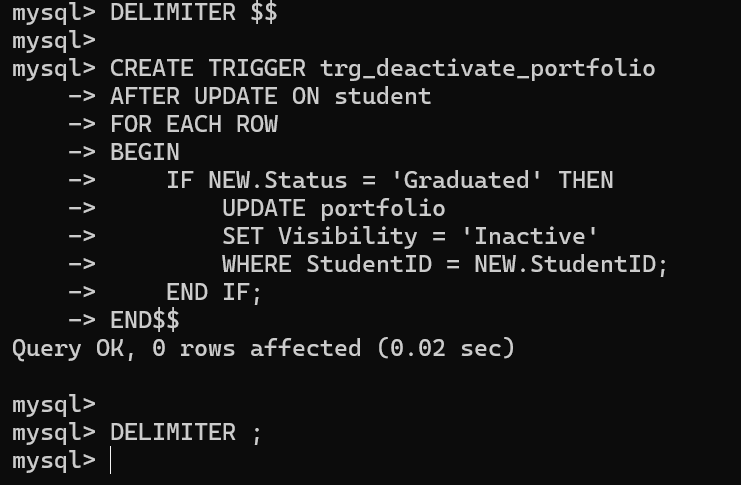 mysql> DELIMITER $$
mysql>
mysql> CREATE TRIGGER trg_deactivate_portfolio
    -> AFTER UPDATE ON student
    -> FOR EACH ROW
    -> BEGIN
    ->     IF NEW.Status = 'Graduated' THEN
    ->         UPDATE portfolio
    ->         SET Visibility = 'Inactive'
    ->         WHERE StudentID = NEW.StudentID;
    ->     END IF;
    -> END$$
Query OK, 0 rows affected (0.02 sec)

mysql>
mysql> DELIMITER ;
mysql>